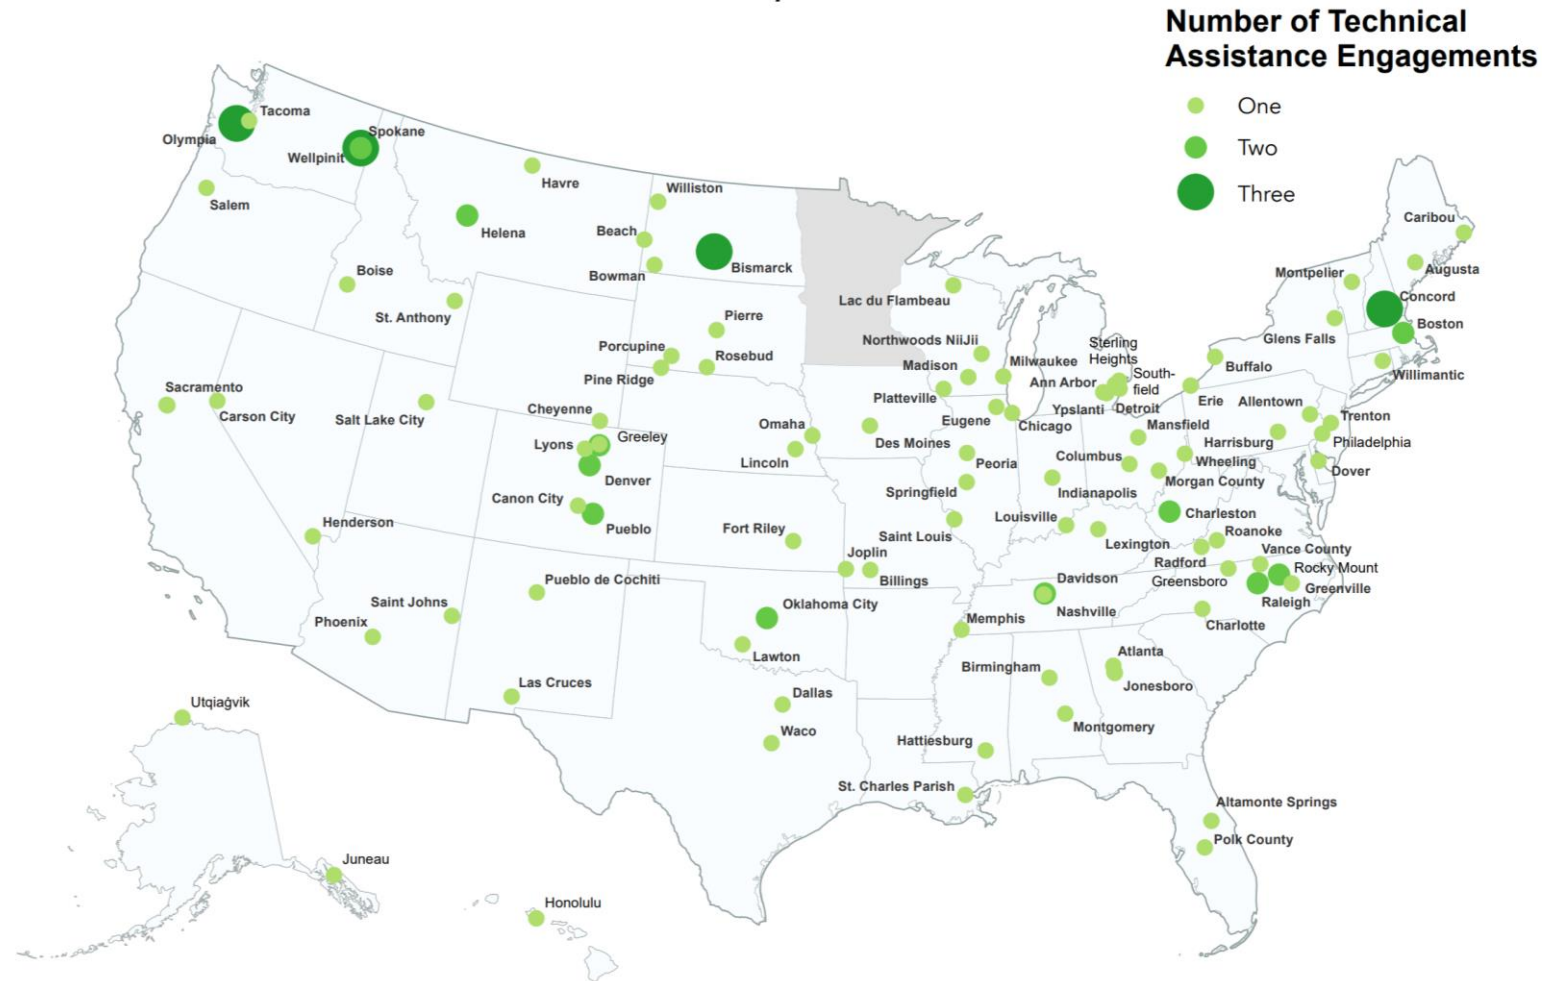 Number of Technical
Assistance Engagements
One
Two
Three
Tacoma
Olympia
Spokane
Wellpinit
Salem
Havre
Helena
Williston
Beach
Bowman
Bismarck
Boise
St. Anthony
Pierre
Porcupine
Rosebud
Pine Ridge
Sacramento
Carson City
Salt Lake City
Cheyenne
Lyons
Greeley
Denver
Canon City
Pueblo
Omaha
Lincoln
Des Moines
Lac du Flambeau
Northwoods NiiJii
Madison
Milwaukee
Platteville
Eugene
Chicago
Sterling
Heights
Ann Arbor
South-
field
Ypslanti
Detroit
Caribou
Augusta
Montpelier
Concord
Boston
Glens Falls
Willimantic
Buffalo
Erie
Allentown
Trenton
Mansfield
Harrisburg
Philadelphia
Columbus
Wheeling
Dover
Morgan County
Peoria
Springfield
Indianapolis
Henderson
Fort Riley
Saint Louis
Louisville
Lexington
Charleston
Roanoke
Radford
Vance County
Rocky Mount
Greensboro
Greenville
Raleigh
Charlotte
Joplin
Billings
Davidson
Nashville
Pueblo de Cochiti
Saint Johns
Phoenix
Oklahoma City
Lawton
Memphis
Atlanta
Birmingham
Jonesboro
Las Cruces
Dallas
Waco
Montgomery
Hattiesburg
St. Charles Parish
Altamonte Springs
Polk County
Utqiaġvik
Juneau
Honolulu